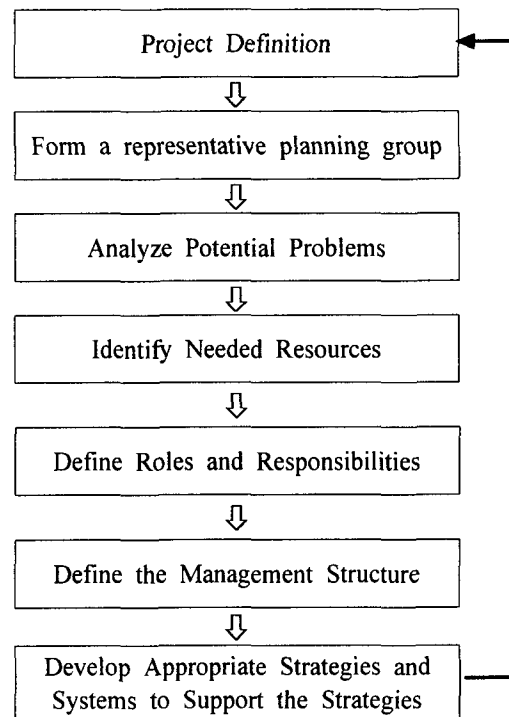 Project Definition
Form a representative planning group
Analyze Potential Problems
Identify Needed Resources
Define Roles and Responsibilities
Define the Management Structure
Develop Appropriate Strategies and
Systems to Support the Strategies